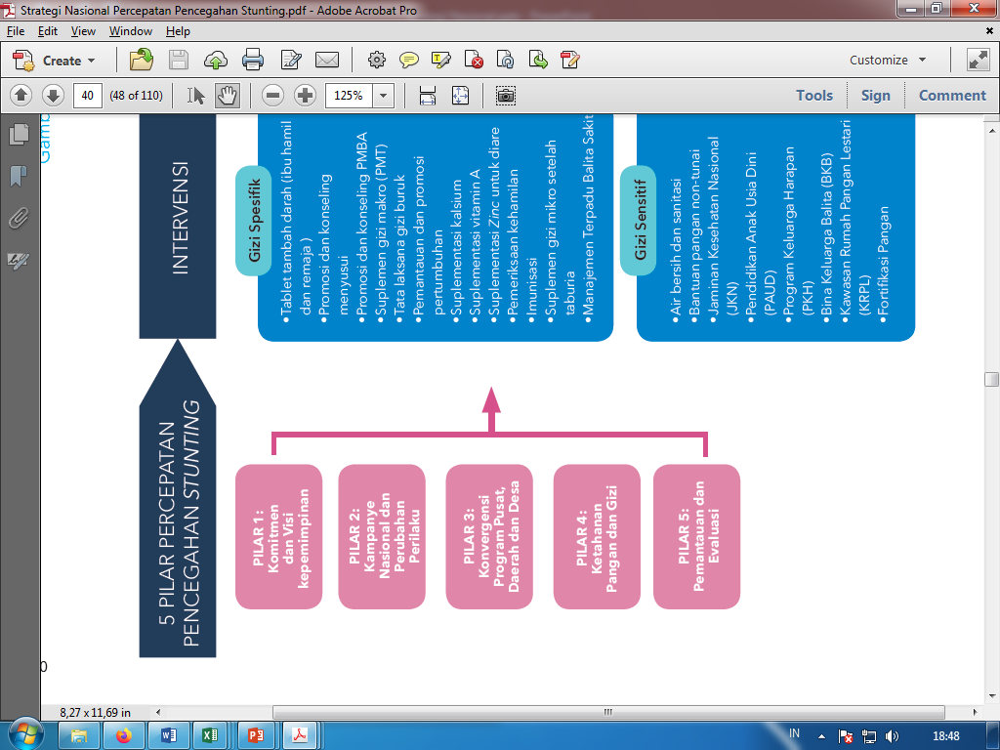 Strategi Nasional Percepatan Pencegahan Stunting.pdf - Adobe Acrobat Pro
File Edit View Window Help
Create
Customize
40 (48 of 110)
125%
Tools
Sign
Comment
Gamb
5 PILAR PERCEPATAN
PENCEGAHAN STUNTING
PILAR 1:
Komitmen
dan Visi
kepemimpinan
PILAR 2:
Kampanye
Nasional dan
Perubahan
Perilaku
PILAR 3:
Konvergensi
Program Pusat,
Daerah dan Desa
PILAR 4:
Ketahanan
Pangan dan Gizi
PILAR 5:
Pemantauan dan
Evaluasi
INTERVENSI
Gizi Spesifik
•Tablet tambah darah (ibu hamil
dan remaja )
•Promosi dan konseling
menyusui
•Promosi dan konseling PMBA
•Suplemen gizi makro (PMT)
•Tata laksana gizi buruk
•Pemantauan dan promosi
pertumbuhan
•Suplementasi kalsium
•Suplementasi vitamin A
•Suplementasi Zinc untuk diare
•Pemeriksaan kehamilan
•Imunisasi
•Suplemen gizi mikro setelah
taburia
•Manajemen Terpadu Balita Sakit
Gizi Sensitif
•Air bersih dan sanitasi
•Bantuan pangan non-tunai
•Jaminan Kesehatan Nasional
(JKN)
•Pendidikan Anak Usia Dini
(PAUD)
•Program Keluarga Harapan
(PKH)
•Bina Keluarga Balita (BKB)
•Kawasan Rumah Pangan Lestari
(KRPL)
•Fortifikasi Pangan
0
8,27 x 11,69 in
IN
18:48